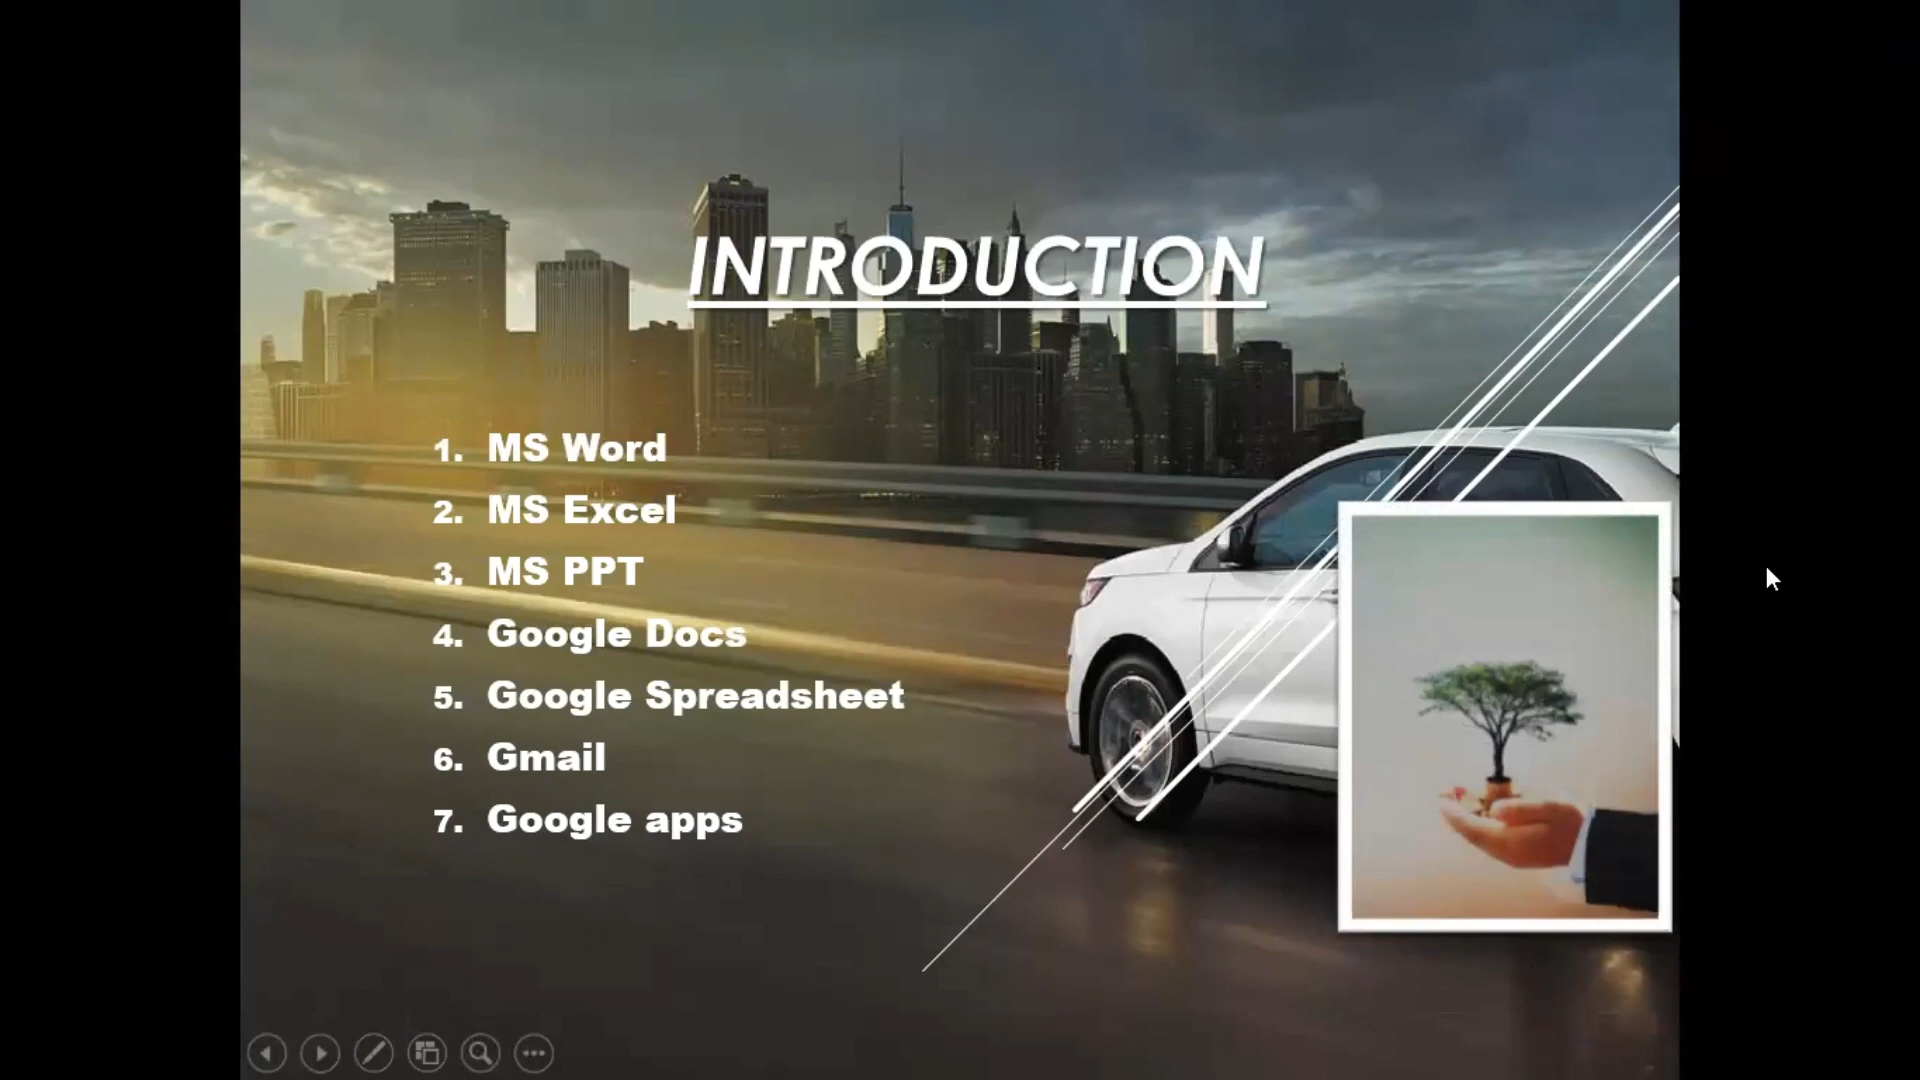 INTRODUCTION
1. MS Word
2. MS Excel
3. MS PPT
4. Google Docs
5. Google Spreadsheet
6. Gmail
7. Google apps